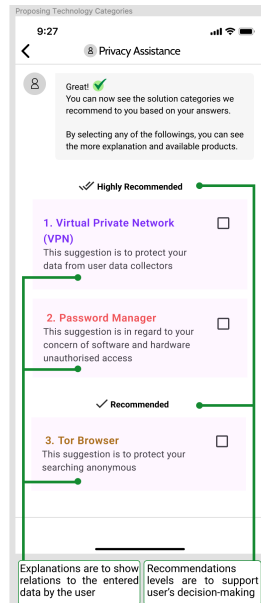 Proposing Technology Categories
9:27
Privacy Assistance
Great!
You can now see the solution categories we
recommend to you based on your answers.
By selecting any of the followings, you can see
the more explanation and available products.
Highly Recommended
1. Virtual Private Network
(VPN)
This suggestion is to protect your
data from user data collectors
2. Password Manager
This suggestion is in regard to your
concern of software and hardware
unauthorised access
Recommended
3. Tor Browser
This suggestion is to protect your
searching anonymous
Explanations are to show
relations to the entered
data by the user
Recommendations
levels are to support
user's decision-making